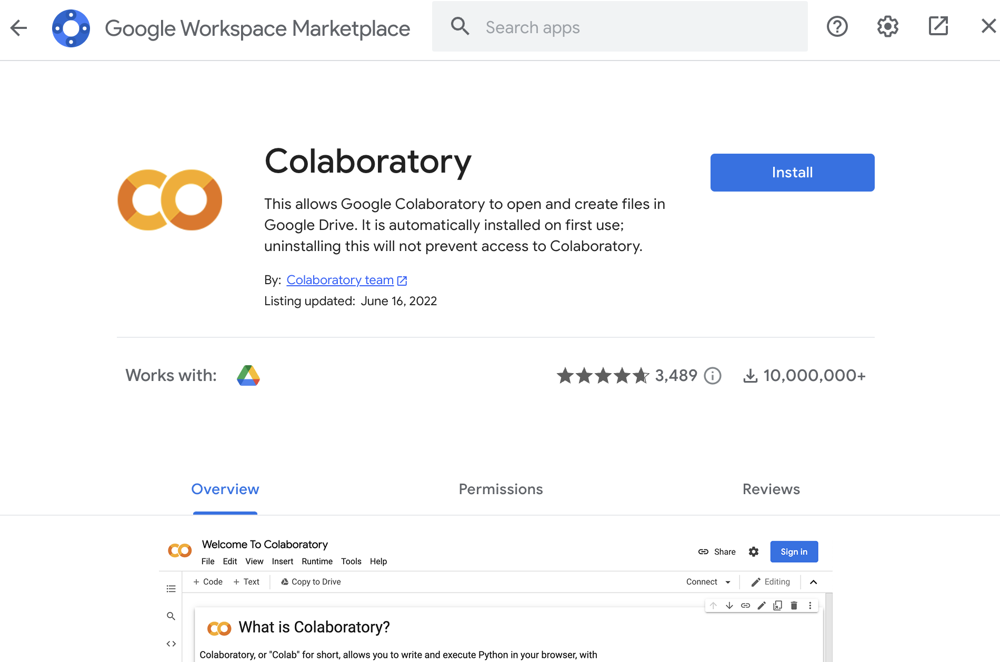 Google Workspace Marketplace
Search apps
Colaboratory
Install
This allows Google Colaboratory to open and create files in
Google Drive. It is automatically installed on first use;
uninstalling this will not prevent access to Colaboratory.
By: Colaboratory team
Listing updated: June 16, 2022
Works with:
3,489
10,000,000+
Overview
Permissions
Reviews
Welcome To Colaboratory
File Edit View Insert Runtime Tools Help
Share
Sign in
+ Code + Text
Copy to Drive
Connect
Editing
What is Colaboratory?
Colaboratory, or "Colab" for short, allows you to write and execute Python in your browser, with